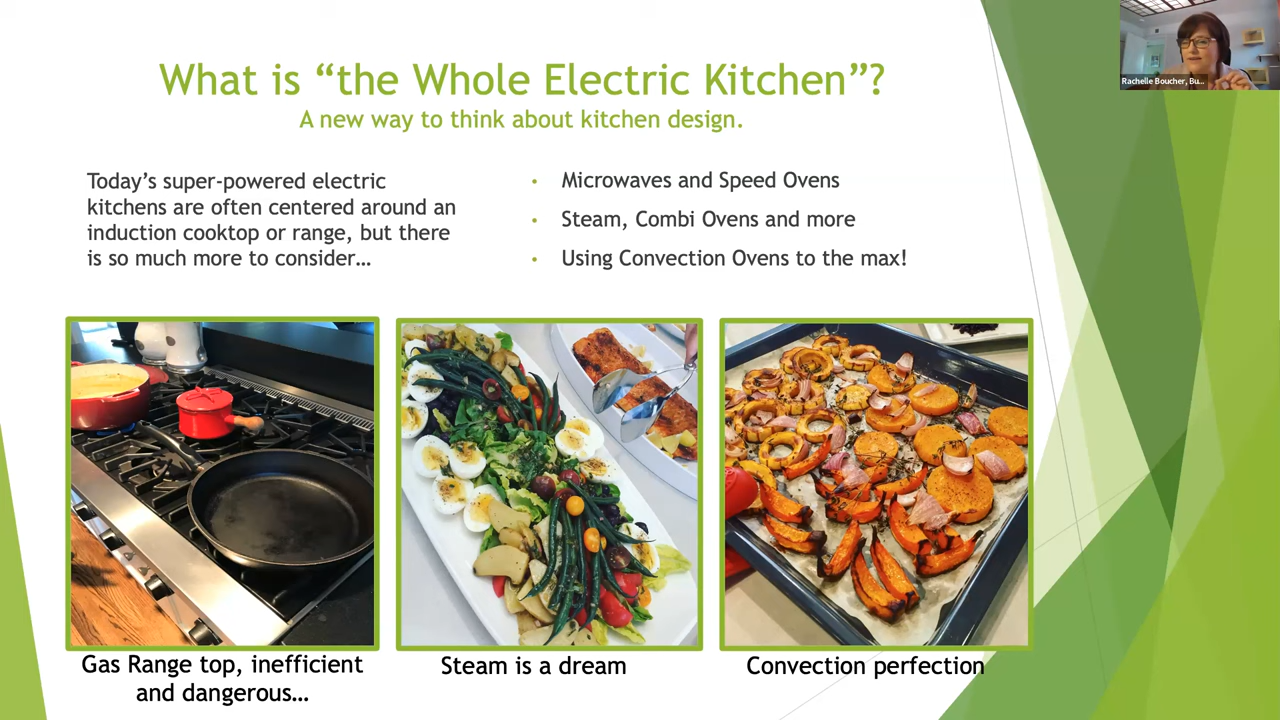 What is “the Whole Electric Kitchen”?
A new way to think about kitchen design.
Today’s super-powered electric
kitchens are often centered around an
induction cooktop or range, but there
is so much more to consider…
• Microwaves and Speed Ovens
• Steam, Combi Ovens and more
• Using Convection Ovens to the max!
Gas Range top, inefficient
and dangerous…
Steam is a dream
Convection perfection
Rachelle Boucher, Bu...